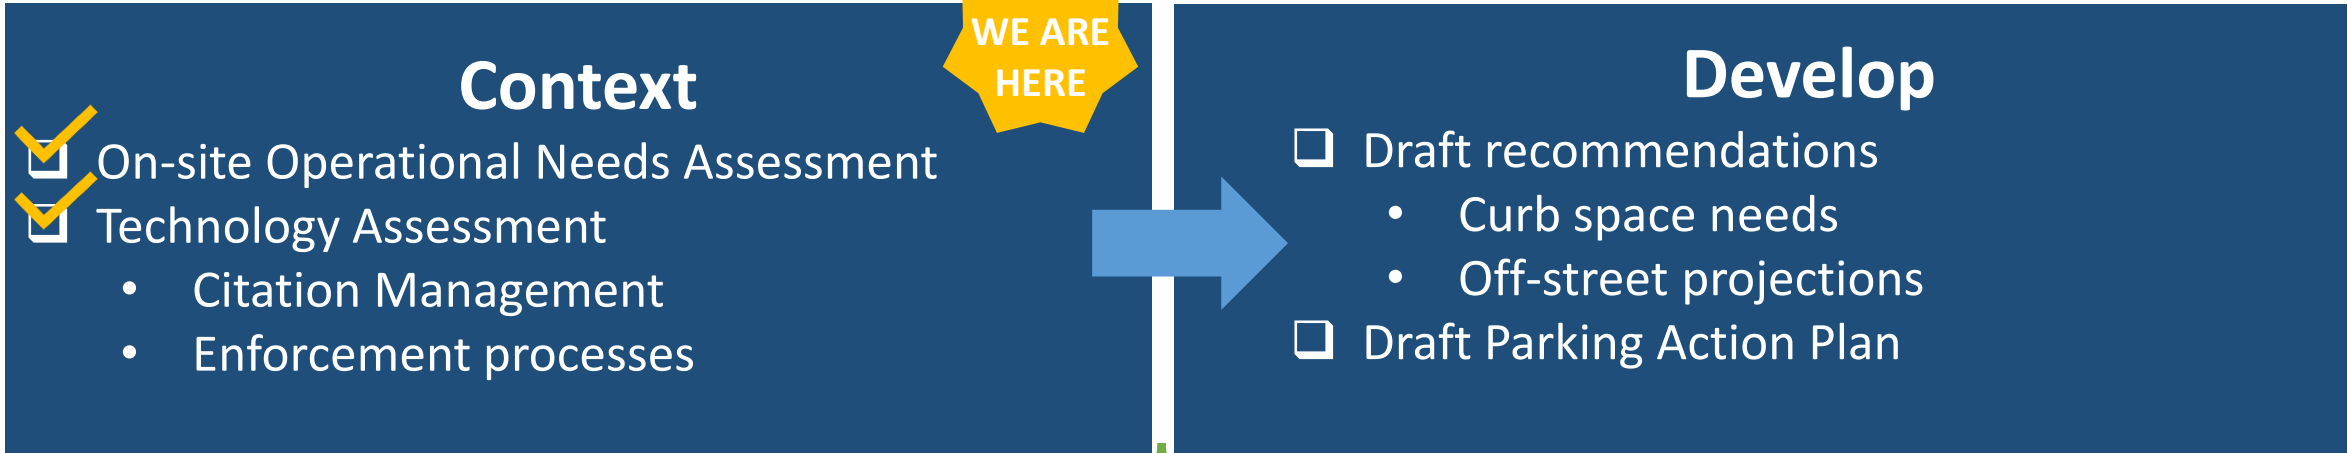 WE ARE
HERE
Context
On-site Operational Needs Assessment
Technology Assessment
• Citation Management
• Enforcement processes
Develop
Draft recommendations
• Curb space needs
• Off-street projections
Draft Parking Action Plan